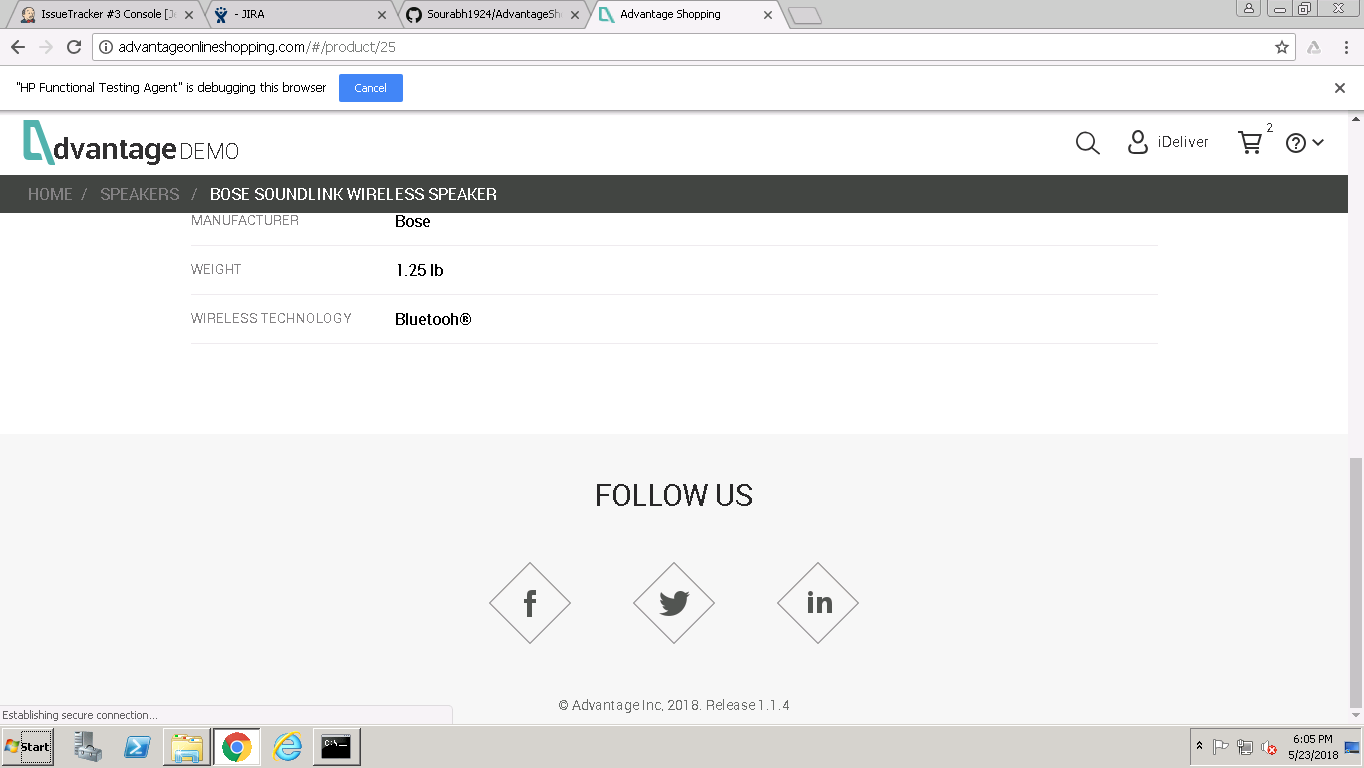 IssueTracker #3 Console [Je
- JIRA
Sourabh1924/AdvantageSho
Advantage Shopping
advantageonlineshopping.com/#/product/25
"HP Functional Testing Agent" is debugging this browser
Cancel
dvantage DEMO
iDeliver
2
HOME / SPEAKERS / BOSE SOUNDLINK WIRELESS SPEAKER
MANUFACTURER Bose
WEIGHT 1.25 lb
WIRELESS TECHNOLOGY Bluetooh®
FOLLOW US
f
in
© Advantage Inc, 2018. Release 1.1.4
Establishing secure connection...
Start
C:\_
6:05 PM
5/23/2018